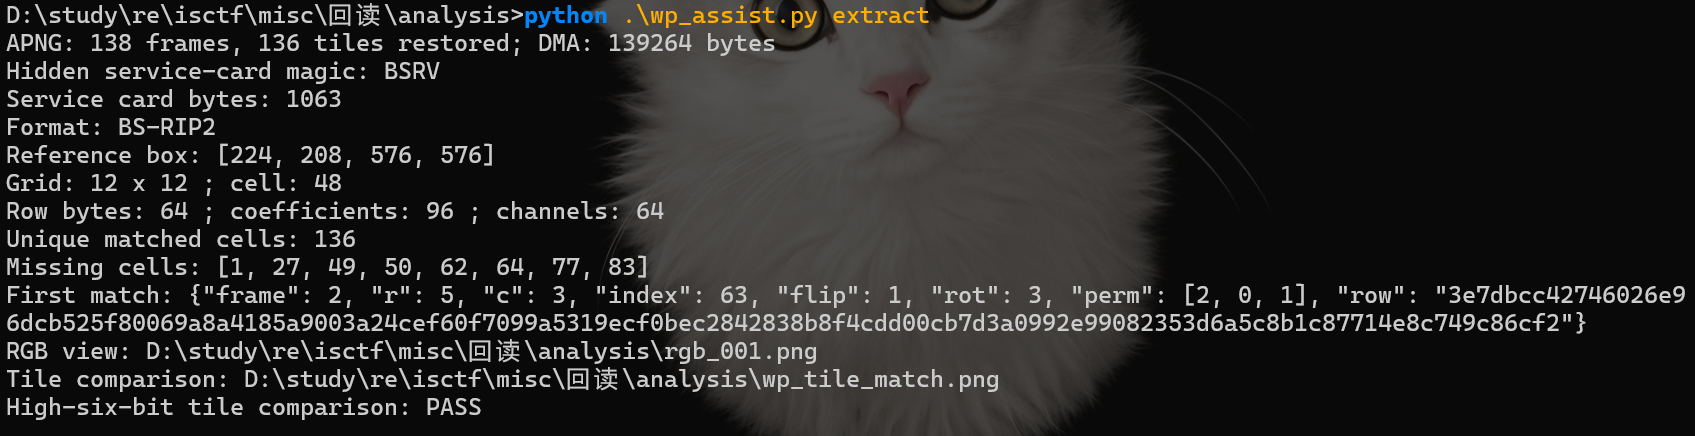 D:\study\re\isctf\misc\回读\analysis>python .\wp_assist.py extract
APNG: 138 frames, 136 tiles restored; DMA: 139264 bytes
Hidden service-card magic: BSRV
Service card bytes: 1063
Format: BS-RIP2
Reference box: [224, 208, 576, 576]
Grid: 12 x 12 ; cell: 48
Row bytes: 64 ; coefficients: 96 ; channels: 64
Unique matched cells: 136
Missing cells: [1, 27, 49, 50, 62, 64, 77, 83]
First match: {"frame": 2, "r": 5, "c": 3, "index": 63, "flip": 1, "rot": 3, "perm": [2, 0, 1], "row": "3e7dbcc42746026e9
6dcb525f80069a8a4185a9003a24cef60f7099a5319ecf0bec2842838b8f4cdd00cb7d3a0992e99082353d6a5c8b1c87714e8c749c86cf2"}
RGB view: D:\study\re\isctf\misc\回读\analysis\rgb_001.png
Tile comparison: D:\study\re\isctf\misc\回读\analysis\wp_tile_match.png
High-six-bit tile comparison: PASS